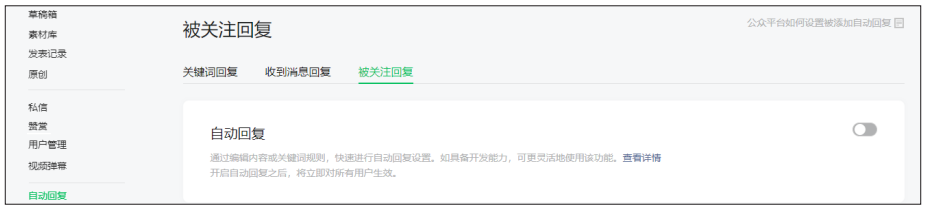 草稿箱
素材库
发表记录
原创
私信
赞赏
用户管理
视频弹幕
自动回复
被关注回复
公众平台如何设置被添加自动回复
关键词回复 收到消息回复 被关注回复
自动回复
通过编辑内容或关键词规则，快速进行自动回复设置。如具备开发能力，可更灵活地使用该功能。查看详情
开启自动回复之后，将立即对所有用户生效。